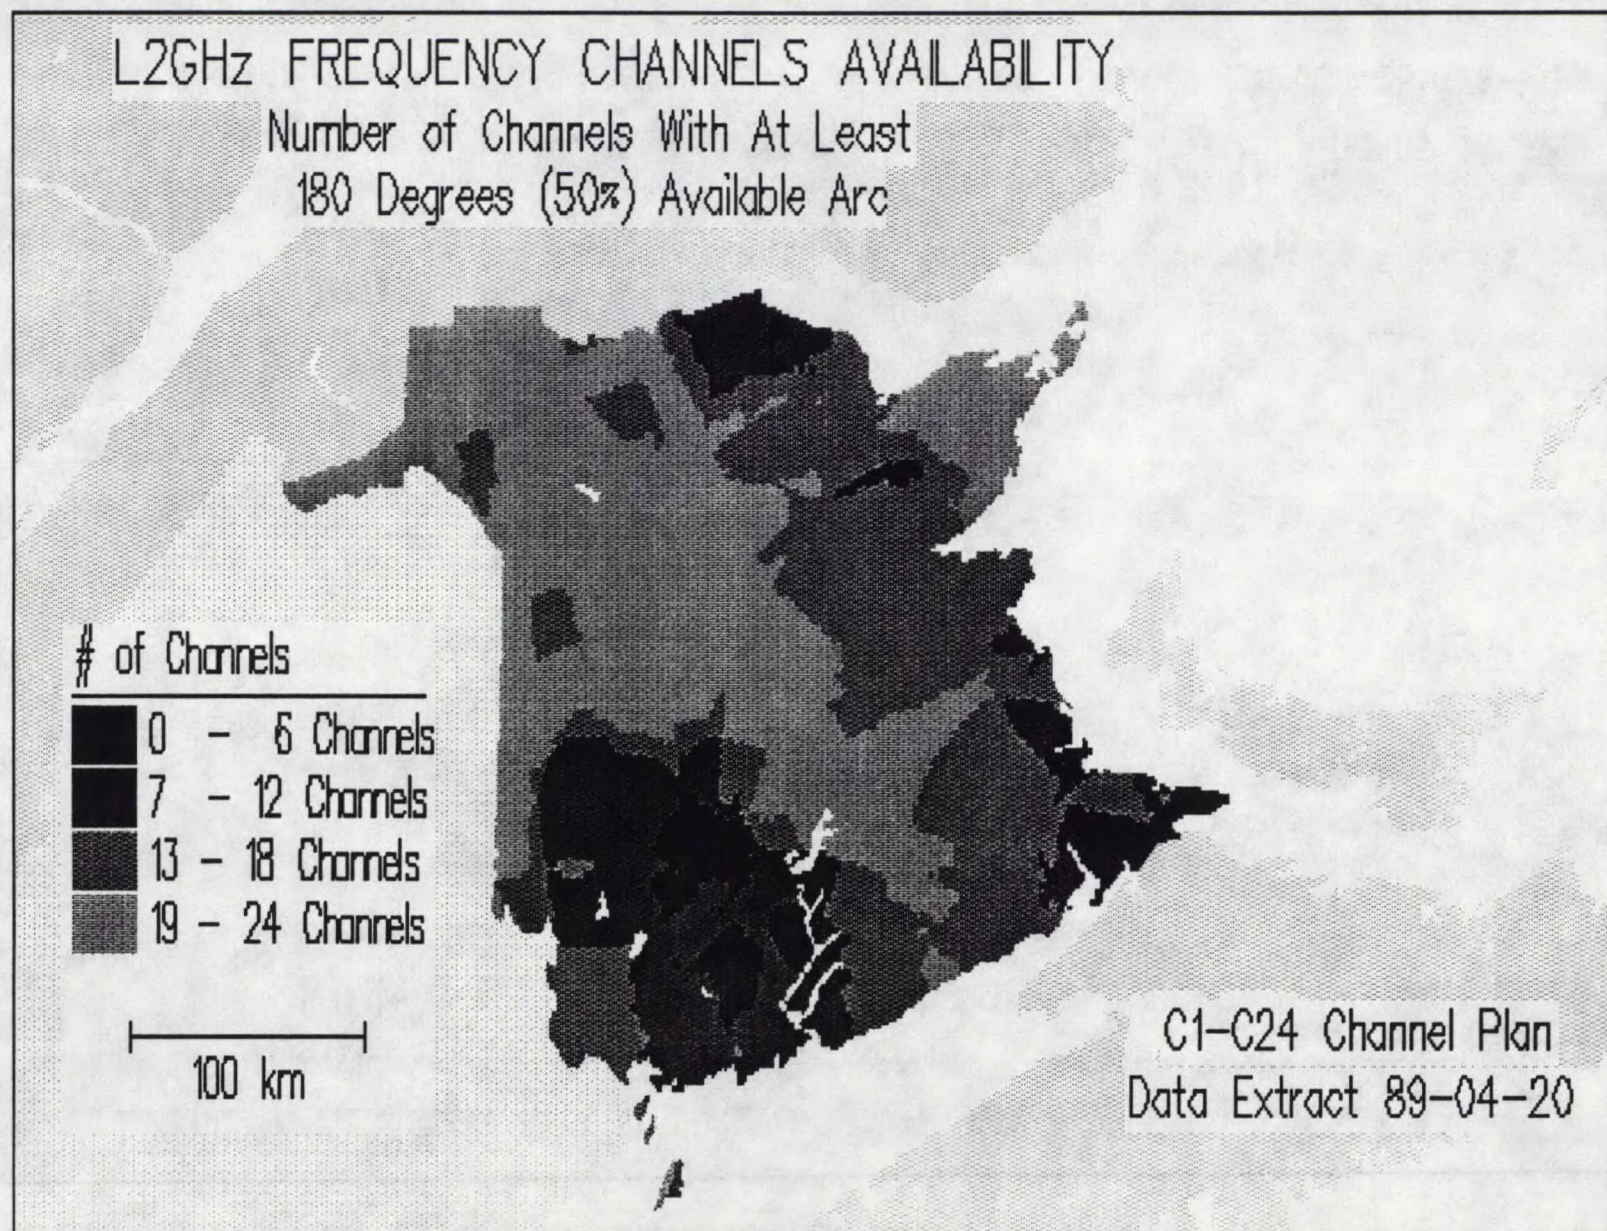 L2GHz FREQUENCY CHANNELS AVAILABILITY
Number of Channels With At Least
180 Degrees (50%) Available Arc
# of Channels
0 - 6 Channels
7 - 12 Channels
13 - 18 Channels
19 - 24 Channels
100 km
C1-C24 Channel Plan
Data Extract 89-04-20